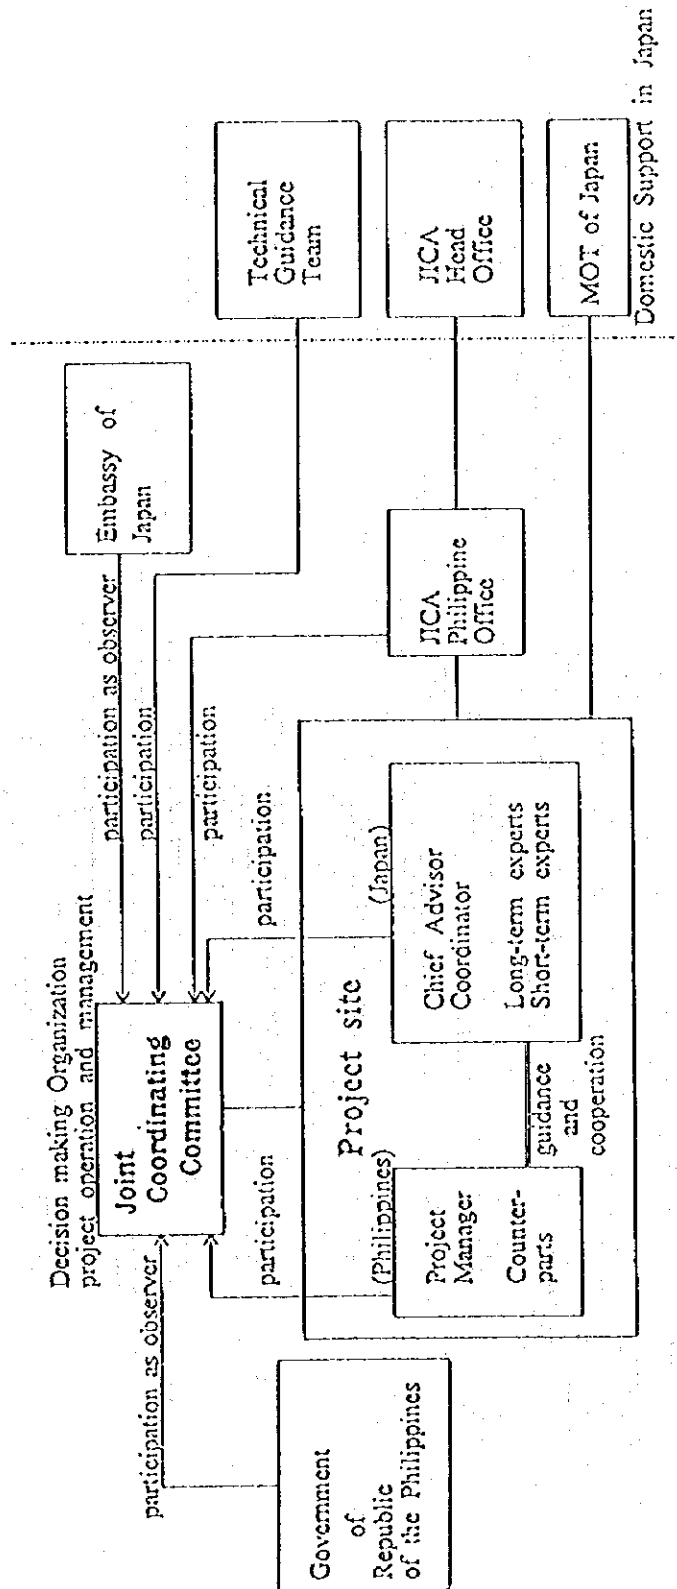 Decision making Organization
project operation and management
Joint
Coordinating
Committee
participation as observer
participation as observer
participation
participation
participation
participation
Embassy of
Japan
Technical
Guidance
Team
JICA
Head
Office
MOT of Japan
Domestic Support in Japan
JICA
Philippine
Office
Government
of
Republic
of the Philippines
Project site
(Philippines)
Project
Manager
Counter-
parts
guidance
and
cooperation
(Japan)
Chief Advisor
Coordinator
Long-term experts
Short-term experts